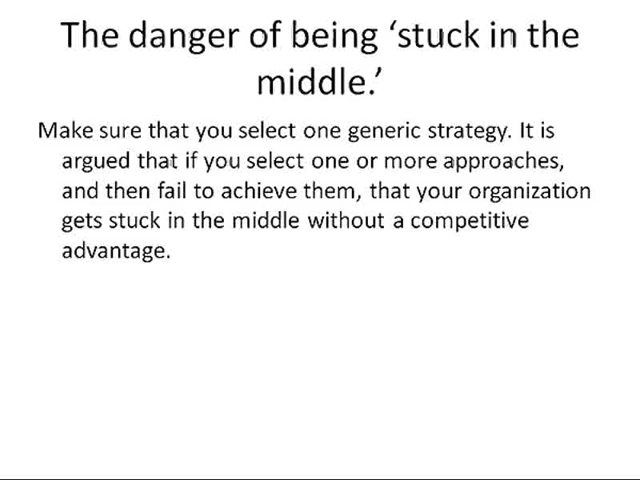 The danger of being ‘stuck in the
middle.’
Make sure that you select one generic strategy. It is
argued that if you select one or more approaches,
and then fail to achieve them, that your organization
gets stuck in the middle without a competitive
advantage.